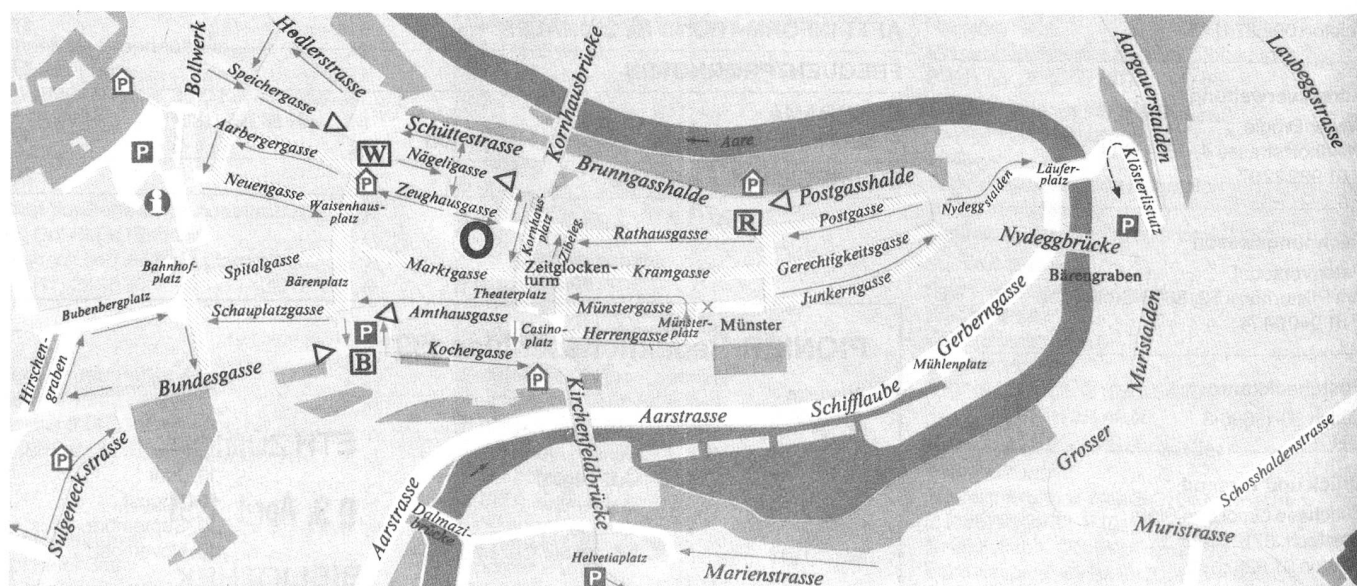 Bollwerk
Hodlerstrasse
Speichergasse
Aarbergergasse
Neuengasse
Schüttestrasse
Nägeligasse
Zeughausgasse
Waisenhaus-
platz
Kornhausbrücke
Kornhaus-
platz
Zibeleg.
Brunngasshalde
Aare
Postgasshalde
Postgasse
Rathausgasse
Gerechtigkeitsgasse
Junkerngasse
Nydeggstalden
Läufer-
platz
Aargauerstalden
Klösterlistutz
Laubeggstrasse
Nydeggbrücke
Bärengraben
P
P
P
P
i
W
P
R
O
Bahnhof-
platz
Spitalgasse
Bärenplatz
Marktgasse
Zeitglocken-
turm
Kramgasse
Theaterplatz
Bubenbergplatz
Schauplatzgasse
Amthausgasse
Münstergasse
Münster-
platz
Münster
Casino-
platz
Herrengasse
Kochergasse
P
B
P
Hirschen-
graben
Bundesgasse
Gerberngasse
Mühlenplatz
Muristalden
Aarstrasse
Schifflaube
Kirchenfeldbrücke
P
Sulgeneckstrasse
Aarstrasse
Dalmazi-
brücke
Helvetiaplatz
P
Marienstrasse
Grosser
Muristrasse
Schosshaldenstrasse